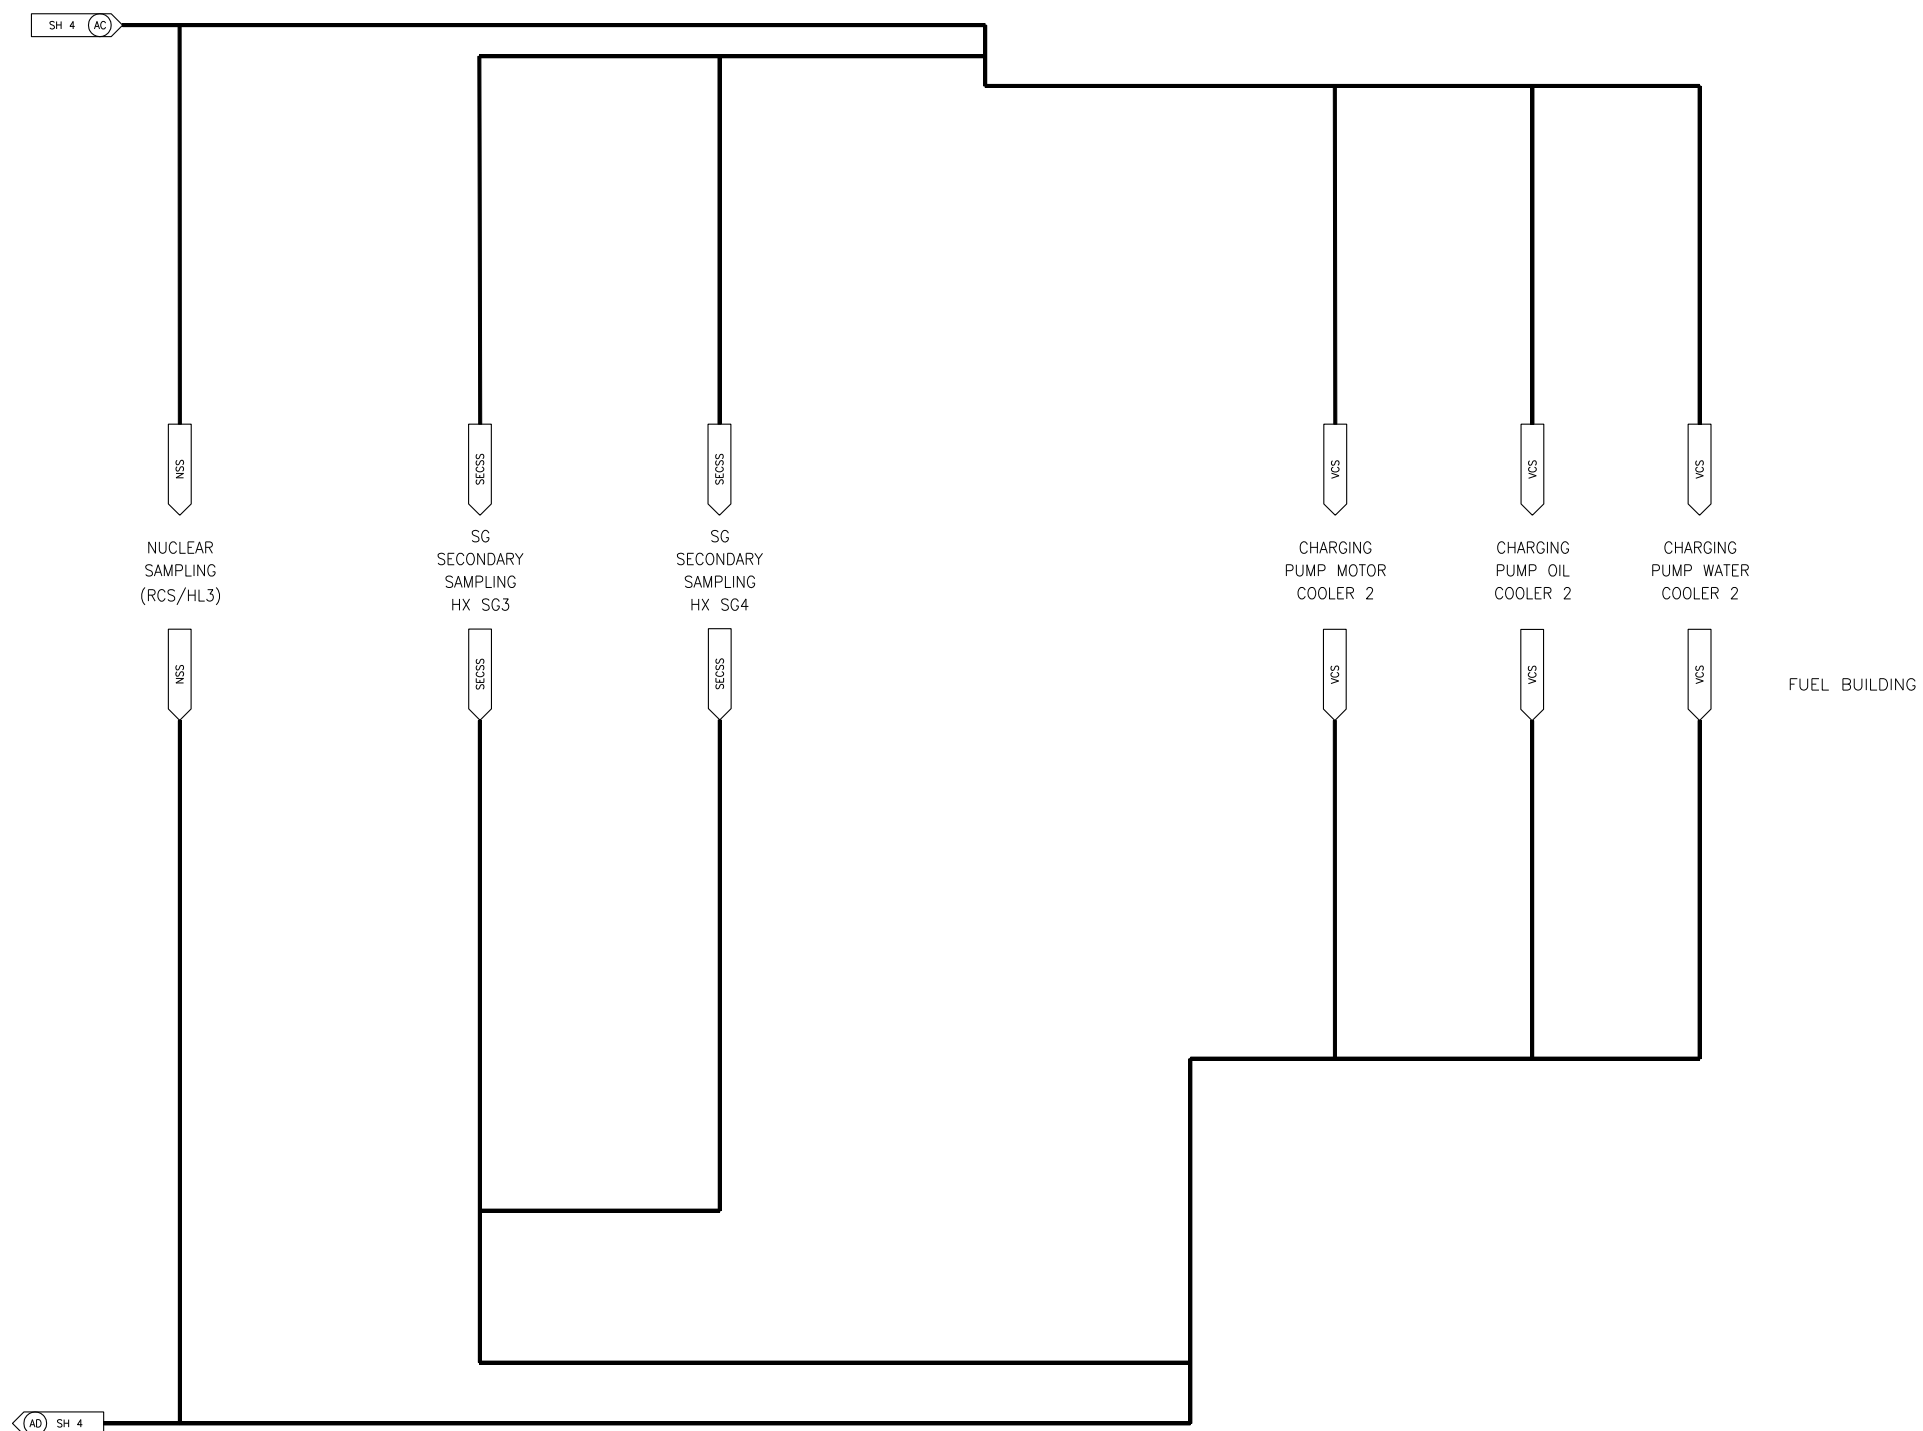 SH 4 AC
NSS
SECSS
SECSS
VCS
VCS
VCS
NUCLEAR
SAMPLING
(RCS/HL3)
SG
SECONDARY
SAMPLING
HX SG3
SG
SECONDARY
SAMPLING
HX SG4
CHARGING
PUMP MOTOR
COOLER 2
CHARGING
PUMP OIL
COOLER 2
CHARGING
PUMP WATER
COOLER 2
NSS
SECSS
SECSS
VCS
VCS
VCS
FUEL BUILDING
AD SH 4